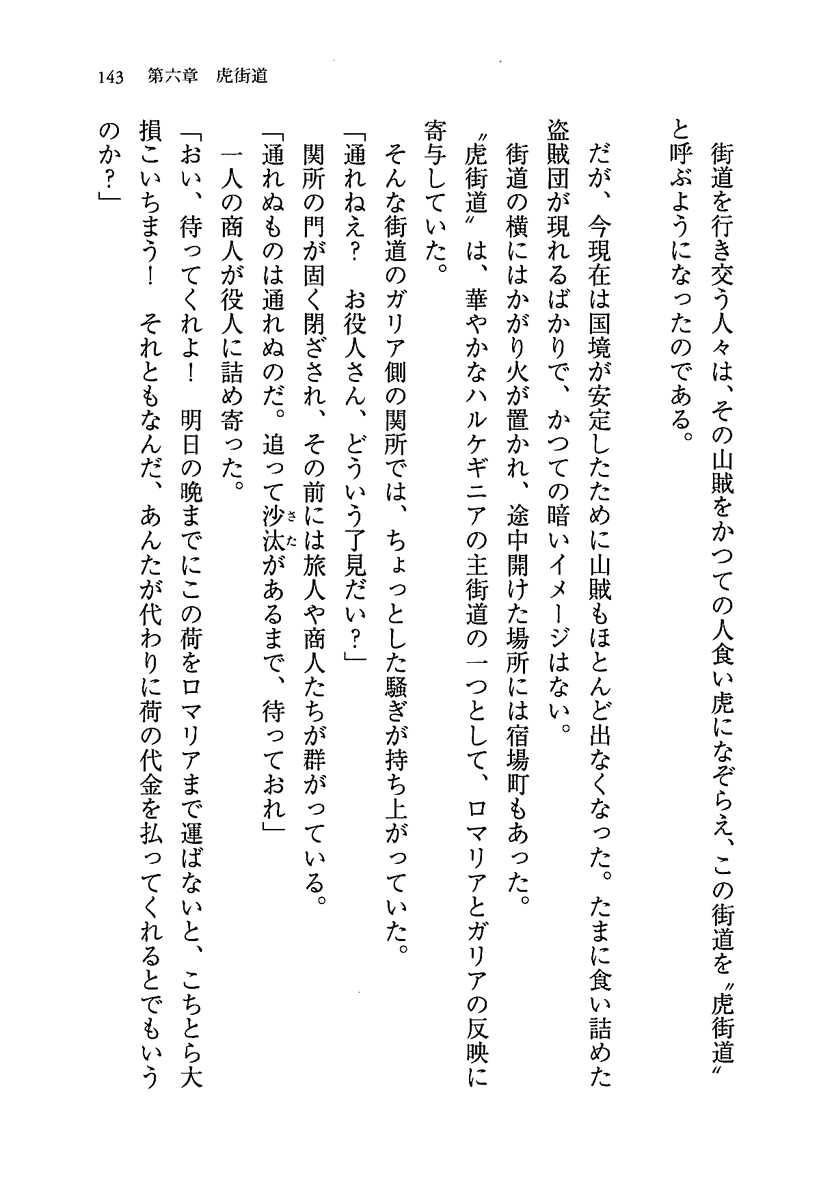 143　第六章　虎街道
街道を行き交う人々は、その山賊をかつての人食い虎になぞらえ、この街道を〝虎街道〟
と呼ぶようになったのである。
だが、今現在は国境が安定したために山賊もほとんど出なくなった。たまに食い詰めた
盗賊団が現れるばかりで、かつての暗いイメージはない。
街道の横にはかがり火が置かれ、途中開けた場所には宿場町もあった。
〝虎街道〟は、華やかなハルケギニアの主街道の一つとして、ロマリアとガリアの反映に
寄与していた。
そんな街道のガリア側の関所では、ちょっとした騒ぎが持ち上がっていた。
「通れねえ？　お役人さん、どういう了見だい？」
関所の門が固く閉ざされ、その前には旅人や商人たちが群がっている。
「通れぬものは通れぬのだ。追って沙汰があるまで、待っておれ」
一人の商人が役人に詰め寄った。
「おい、待ってくれよ！　明日の晩までにこの荷をロマリアまで運ばないと、こちとら大
損こいちまう！　それともなんだ、あんたが代わりに荷の代金を払ってくれるとでもいう
のか？」